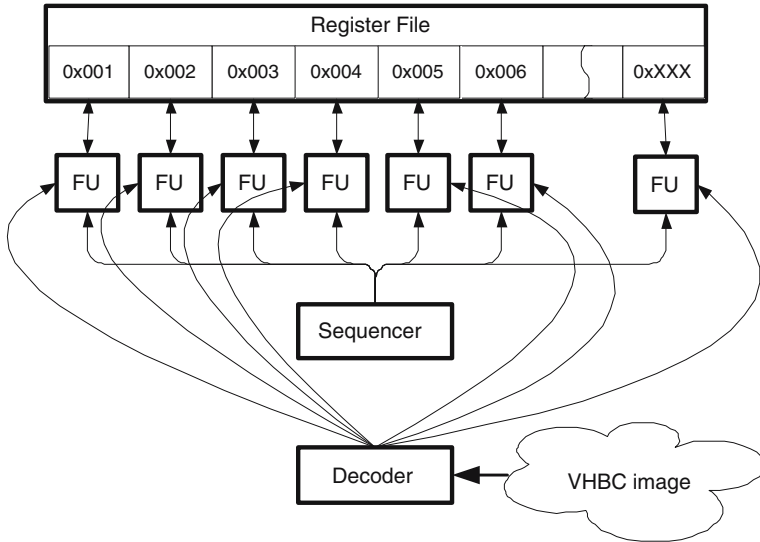 Register File
0x001 0x002 0x003 0x004 0x005 0x006 0xXXX
FU FU FU FU FU FU FU
Sequencer
Decoder
VHBC image